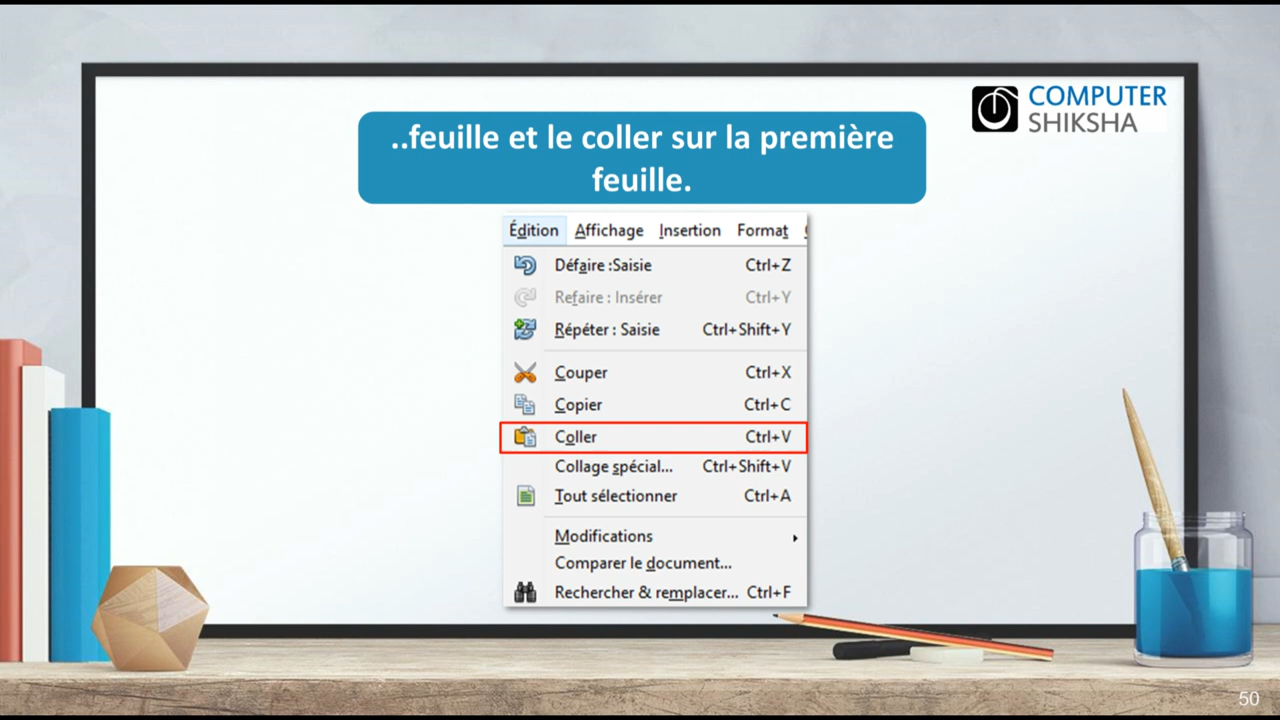 COMPUTER
SHIKSHA
..feuille et le coller sur la première
feuille.
Édition Affichage Insertion Format
Défaire :Saisie Ctrl+Z
Refaire : Insérer Ctrl+Y
Répéter : Saisie Ctrl+Shift+Y
Couper Ctrl+X
Copier Ctrl+C
Coller Ctrl+V
Collage spécial... Ctrl+Shift+V
Tout sélectionner Ctrl+A
Modifications
Comparer le document...
Rechercher & remplacer... Ctrl+F
50